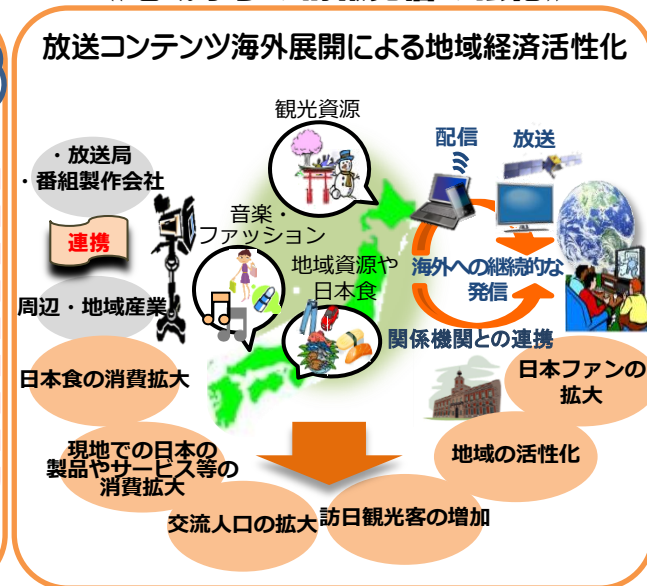 放送コンテンツ海外展開による地域経済活性化
観光資源
配信
放送
・放送局
・番組製作会社
音楽・
ファッション
連携
地域資源や
日本食
海外への継続的な
発信
周辺・地域産業
関係機関との連携
日本食の消費拡大
日本ファンの
拡大
現地での日本の
製品やサービス等の
消費拡大
地域の活性化
交流人口の拡大
訪日観光客の増加